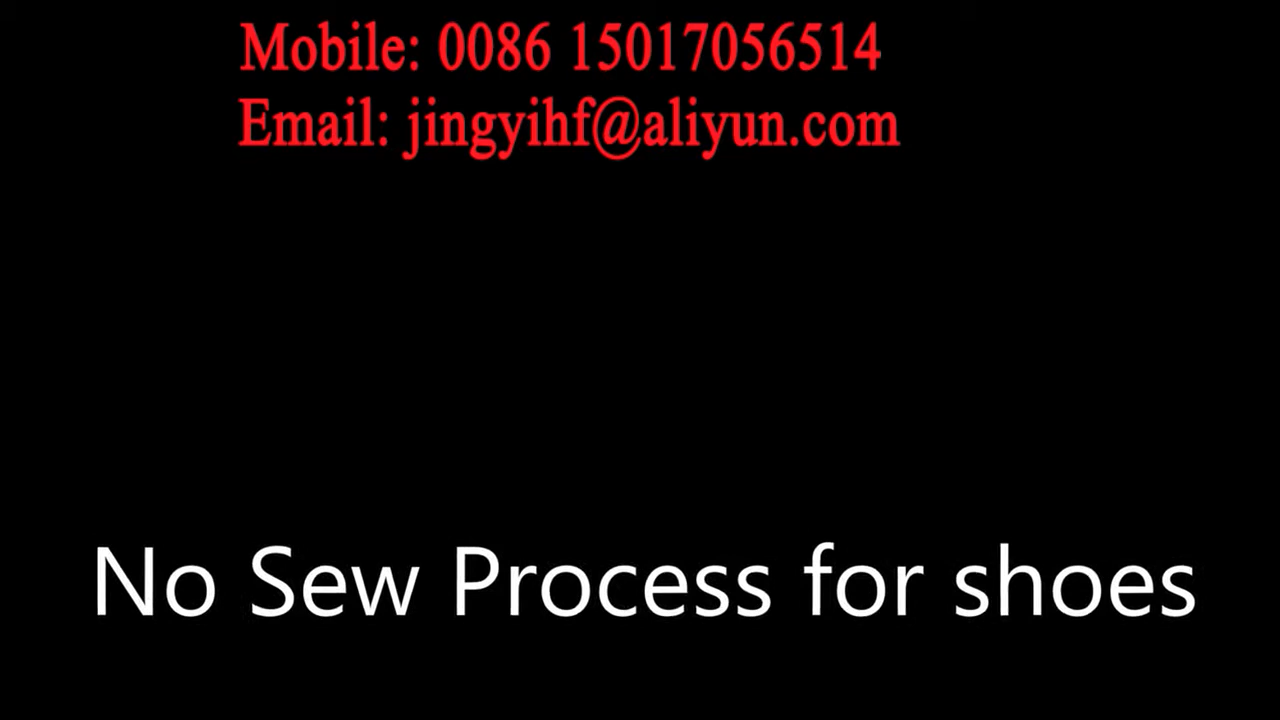 Mobile: 0086 15017056514
Email: jingyihf@aliyun.com
No Sew Process for shoes